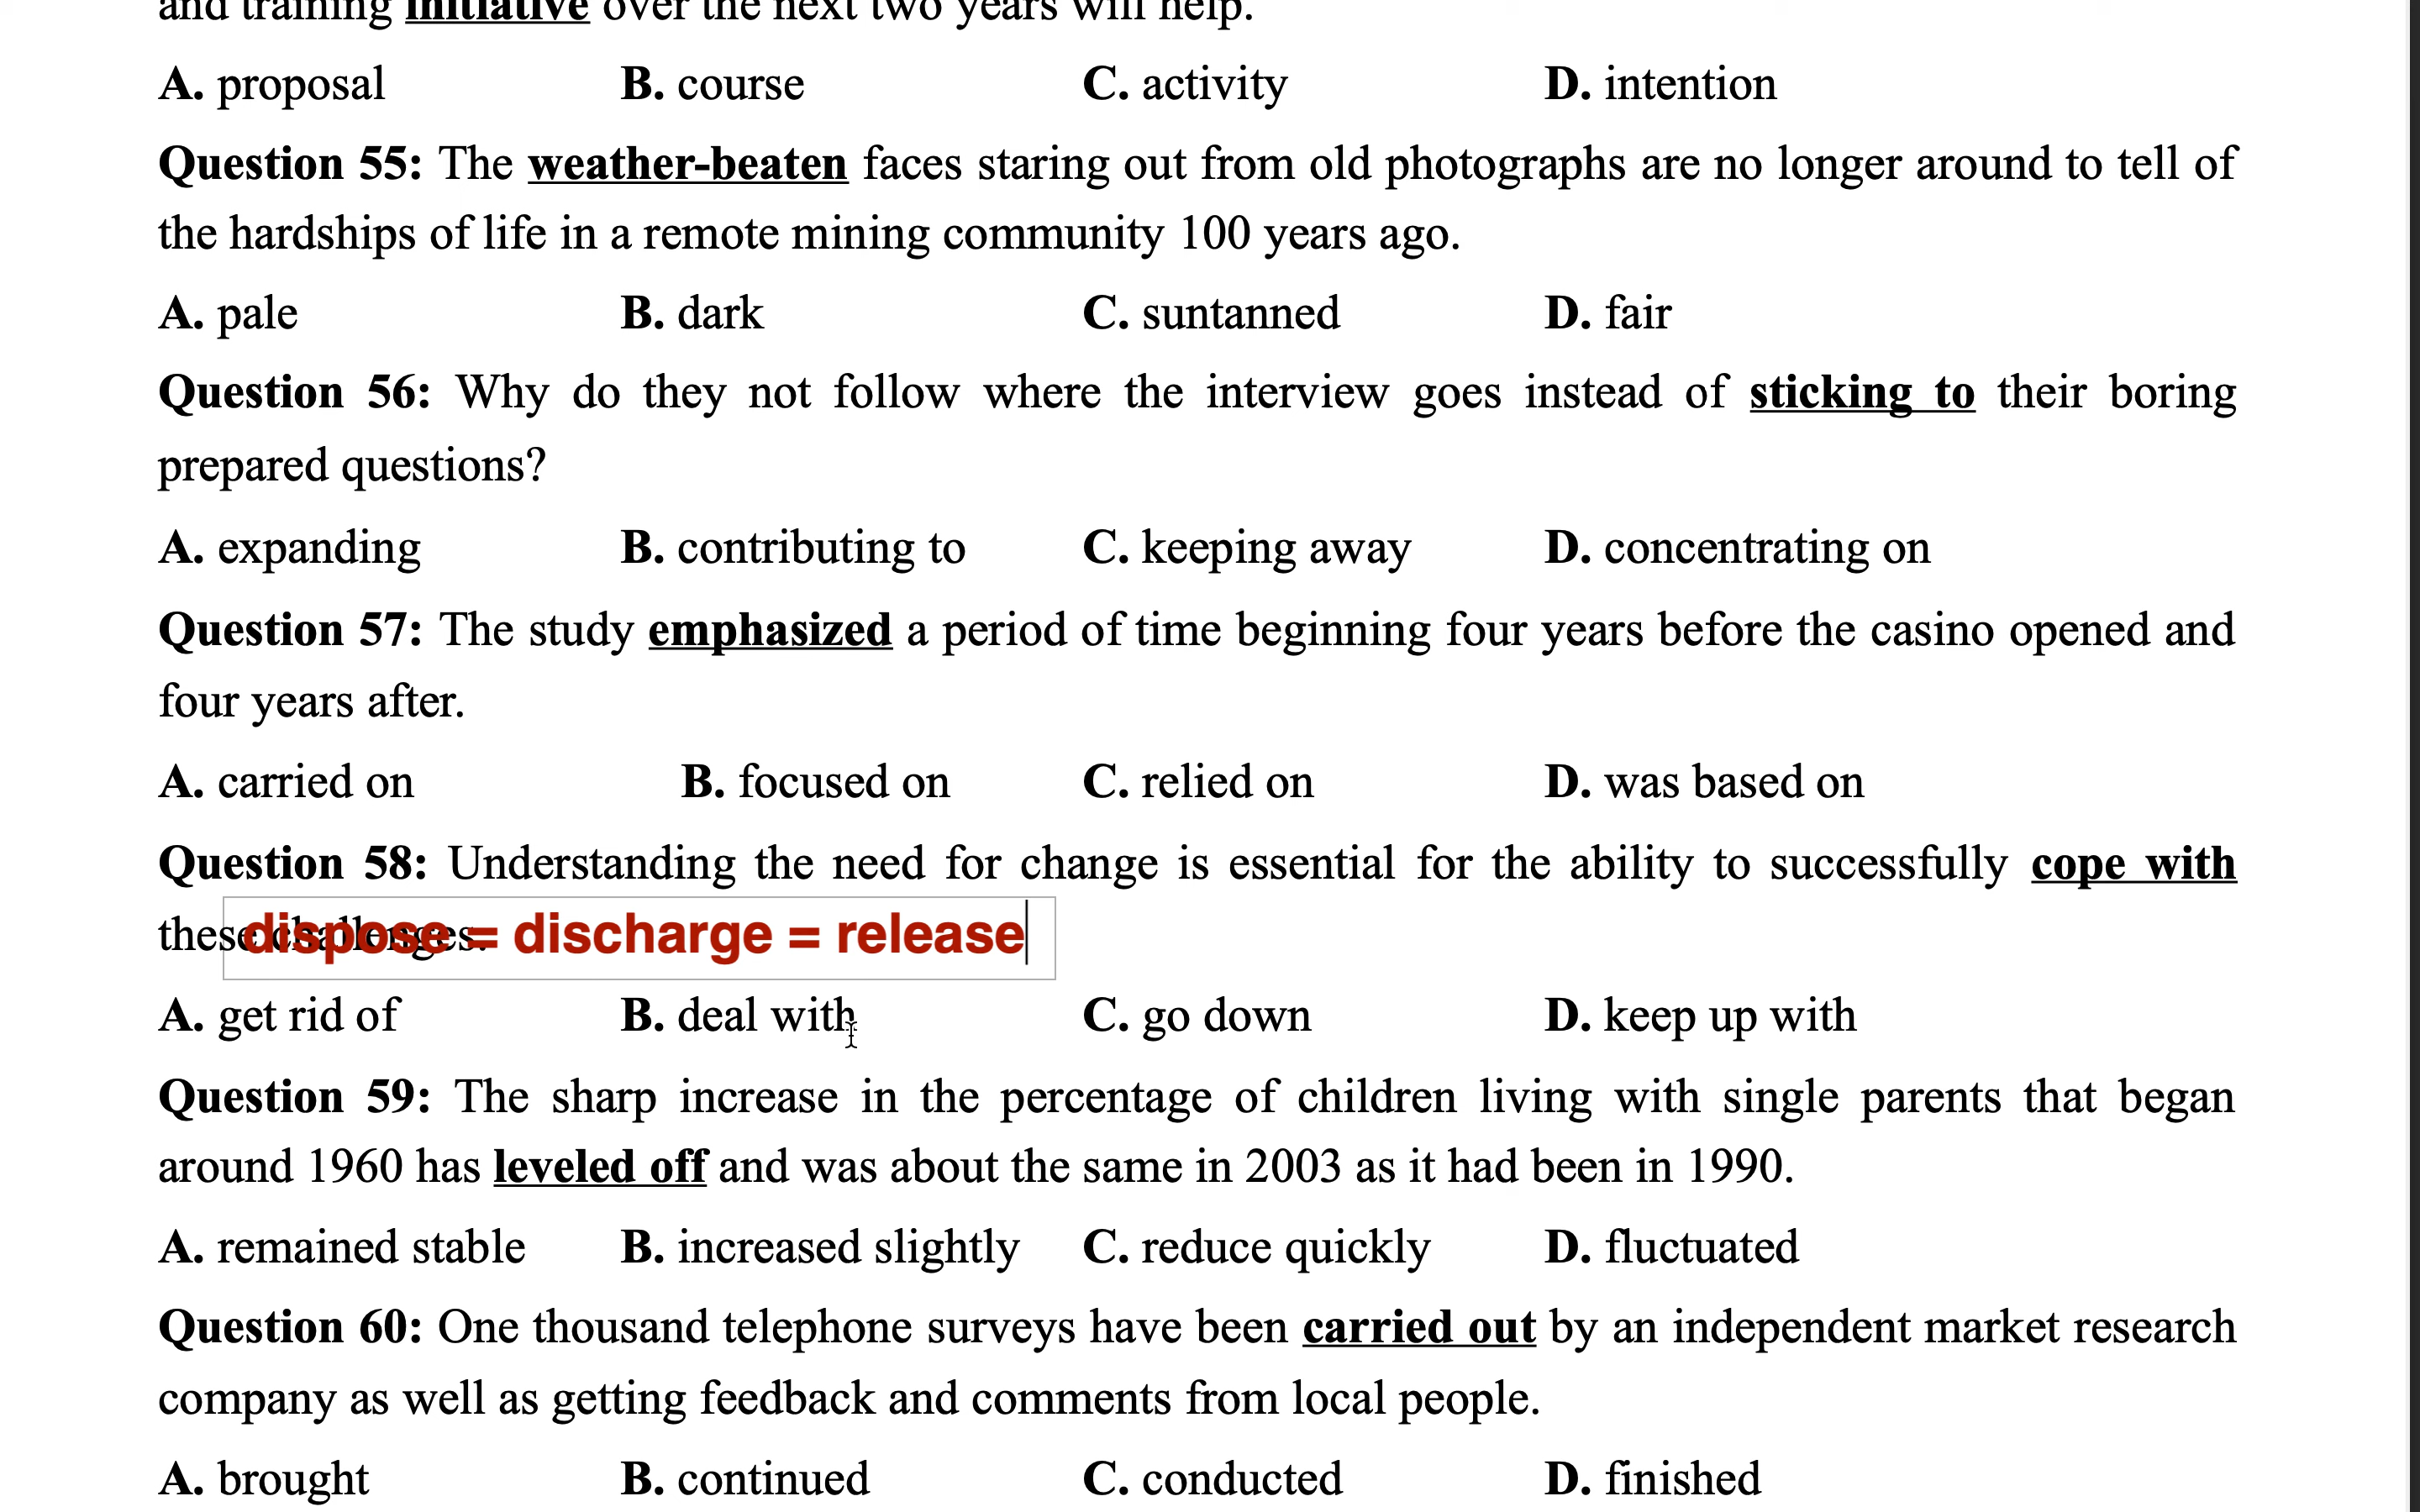 and training initiative over the next two years will help.
A. proposal B. course C. activity D. intention
Question 55: The weather-beaten faces staring out from old photographs are no longer around to tell of
the hardships of life in a remote mining community 100 years ago.
A. pale B. dark C. suntanned D. fair
Question 56: Why do they not follow where the interview goes instead of sticking to their boring
prepared questions?
A. expanding B. contributing to C. keeping away D. concentrating on
Question 57: The study emphasized a period of time beginning four years before the casino opened and
four years after.
A. carried on B. focused on C. relied on D. was based on
Question 58: Understanding the need for change is essential for the ability to successfully cope with
these challenges.
dispose = discharge = release
A. get rid of B. deal with C. go down D. keep up with
Question 59: The sharp increase in the percentage of children living with single parents that began
around 1960 has leveled off and was about the same in 2003 as it had been in 1990.
A. remained stable B. increased slightly C. reduce quickly D. fluctuated
Question 60: One thousand telephone surveys have been carried out by an independent market research
company as well as getting feedback and comments from local people.
A. brought B. continued C. conducted D. finished